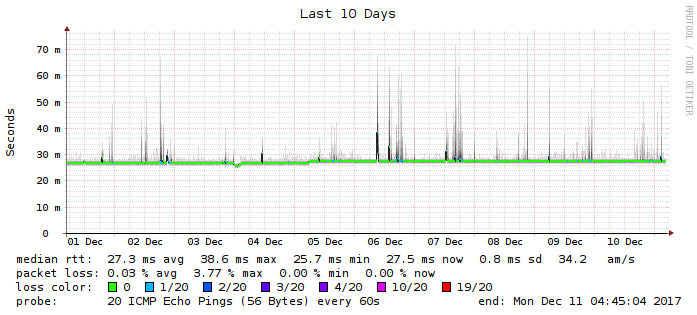 Last 10 Days
RRDTOOL / TOBI OETIKER
Seconds
70 m
60 m
50 m
40 m
30 m
20 m
10 m
0
01 Dec 02 Dec 03 Dec 04 Dec 05 Dec 06 Dec 07 Dec 08 Dec 09 Dec 10 Dec
median rtt: 27.3 ms avg 38.6 ms max 25.7 ms min 27.5 ms now 0.8 ms sd 34.2 am/s
packet loss: 0.03 % avg 3.77 % max 0.00 % min 0.00 % now
loss color: 0 1/20 2/20 3/20 4/20 10/20 19/20
probe: 20 ICMP Echo Pings (56 Bytes) every 60s end: Mon Dec 11 04:45:04 2017